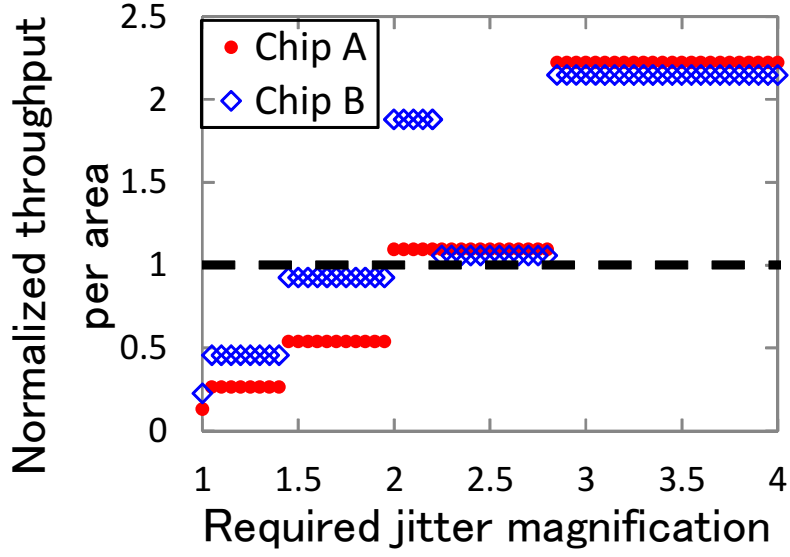 Normalized throughput
per area
2.5
2
1.5
1
0.5
0
Chip A
Chip B
1 1.5 2 2.5 3 3.5 4
Required jitter magnification